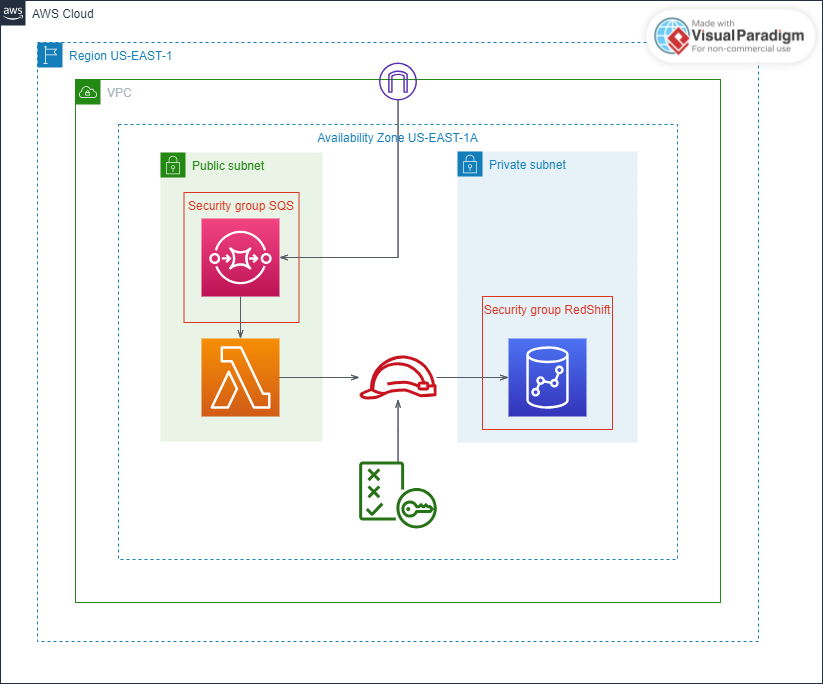 aws
AWS Cloud
Made with
Visual Paradigm
For non-commercial use
Region US-EAST-1
VPC
Availability Zone US-EAST-1A
Public subnet
Private subnet
Security group SQS
Security group RedShift